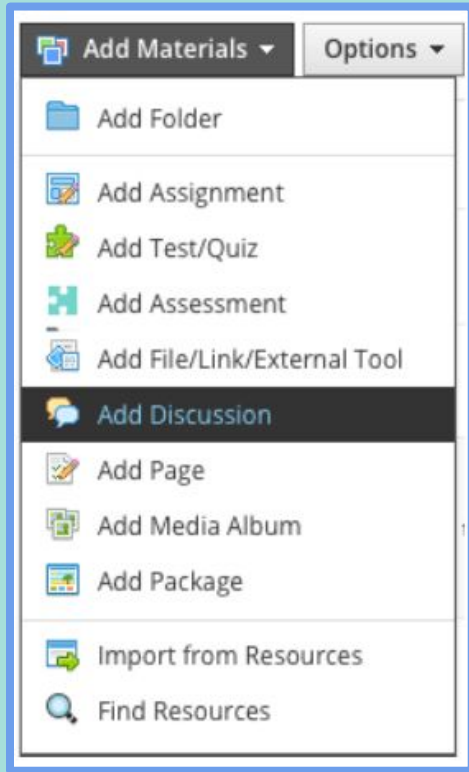 Add Materials Options
Add Folder
Add Assignment
Add Test/Quiz
Add Assessment
Add File/Link/External Tool
Add Discussion
Add Page
Add Media Album
Add Package
Import from Resources
Find Resources